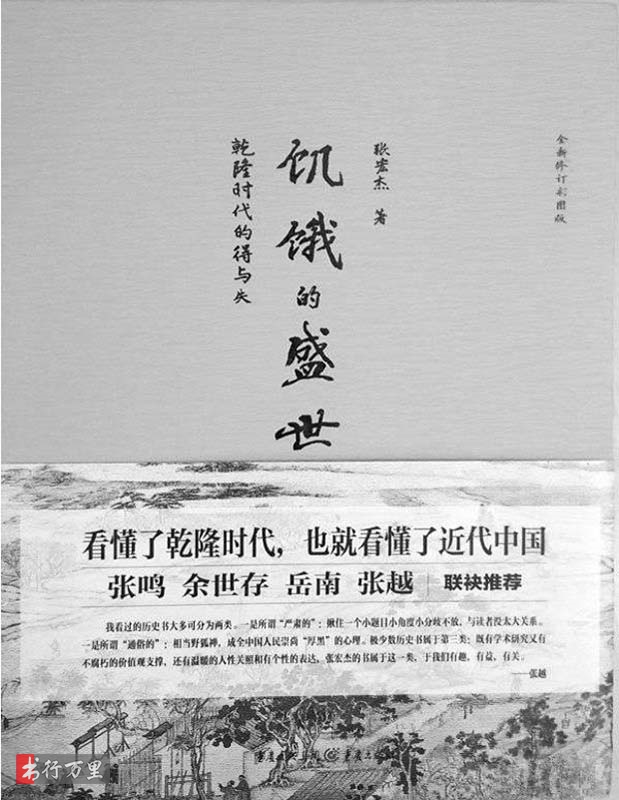 全新修订彩图版
张宏杰 著
饥饿的盛世
乾隆时代的得与失
看懂了乾隆时代，也就看懂了近代中国
张鸣 余世存 岳南 张越 | 联袂推荐
我看过的历史书大多可分为两类。一是所谓“严肃的”：揪住一个小题目小角度小分歧不放，与读者没太大关系。
一是所谓“通俗的”：相当野狐禅，成全中国人民崇尚“厚黑”的心理。极少数历史书属于第三类：既有学术研究又有
不腐朽的价值观支撑，还有温暖的人性关照和有个性的表达，张宏杰的书属于这一类，于我们有趣，有益，有关。
——张越
重庆出版社
书行万里